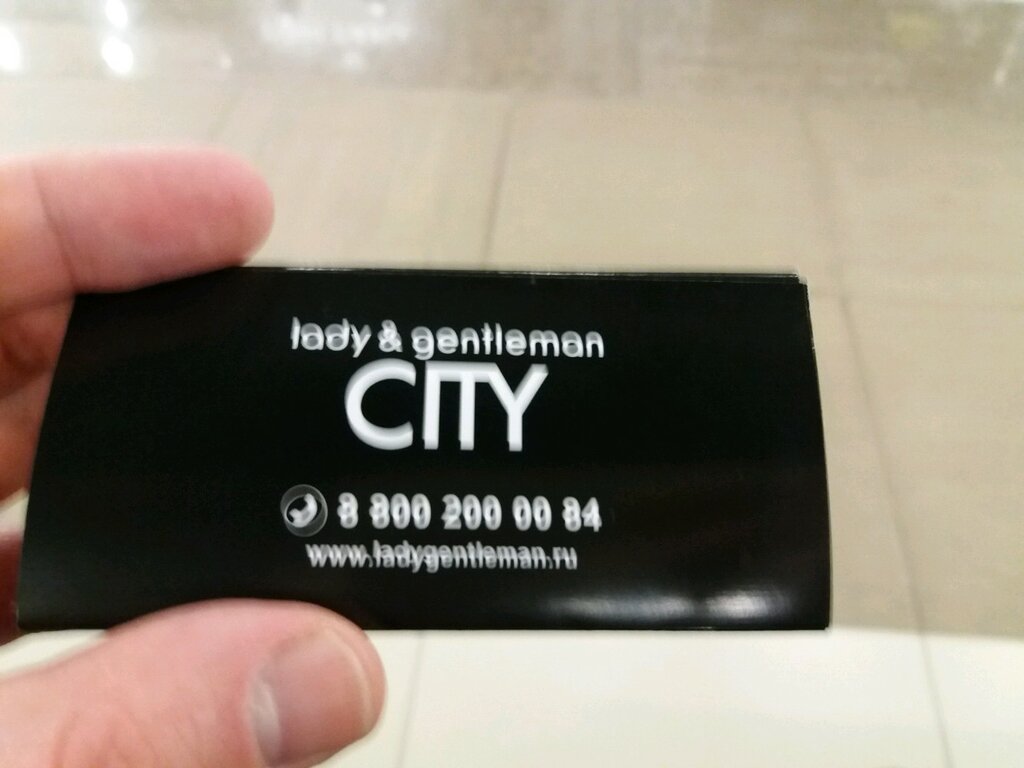 lady & gentleman
CITY
8 800 200 00 84
www.ladygentleman.ru